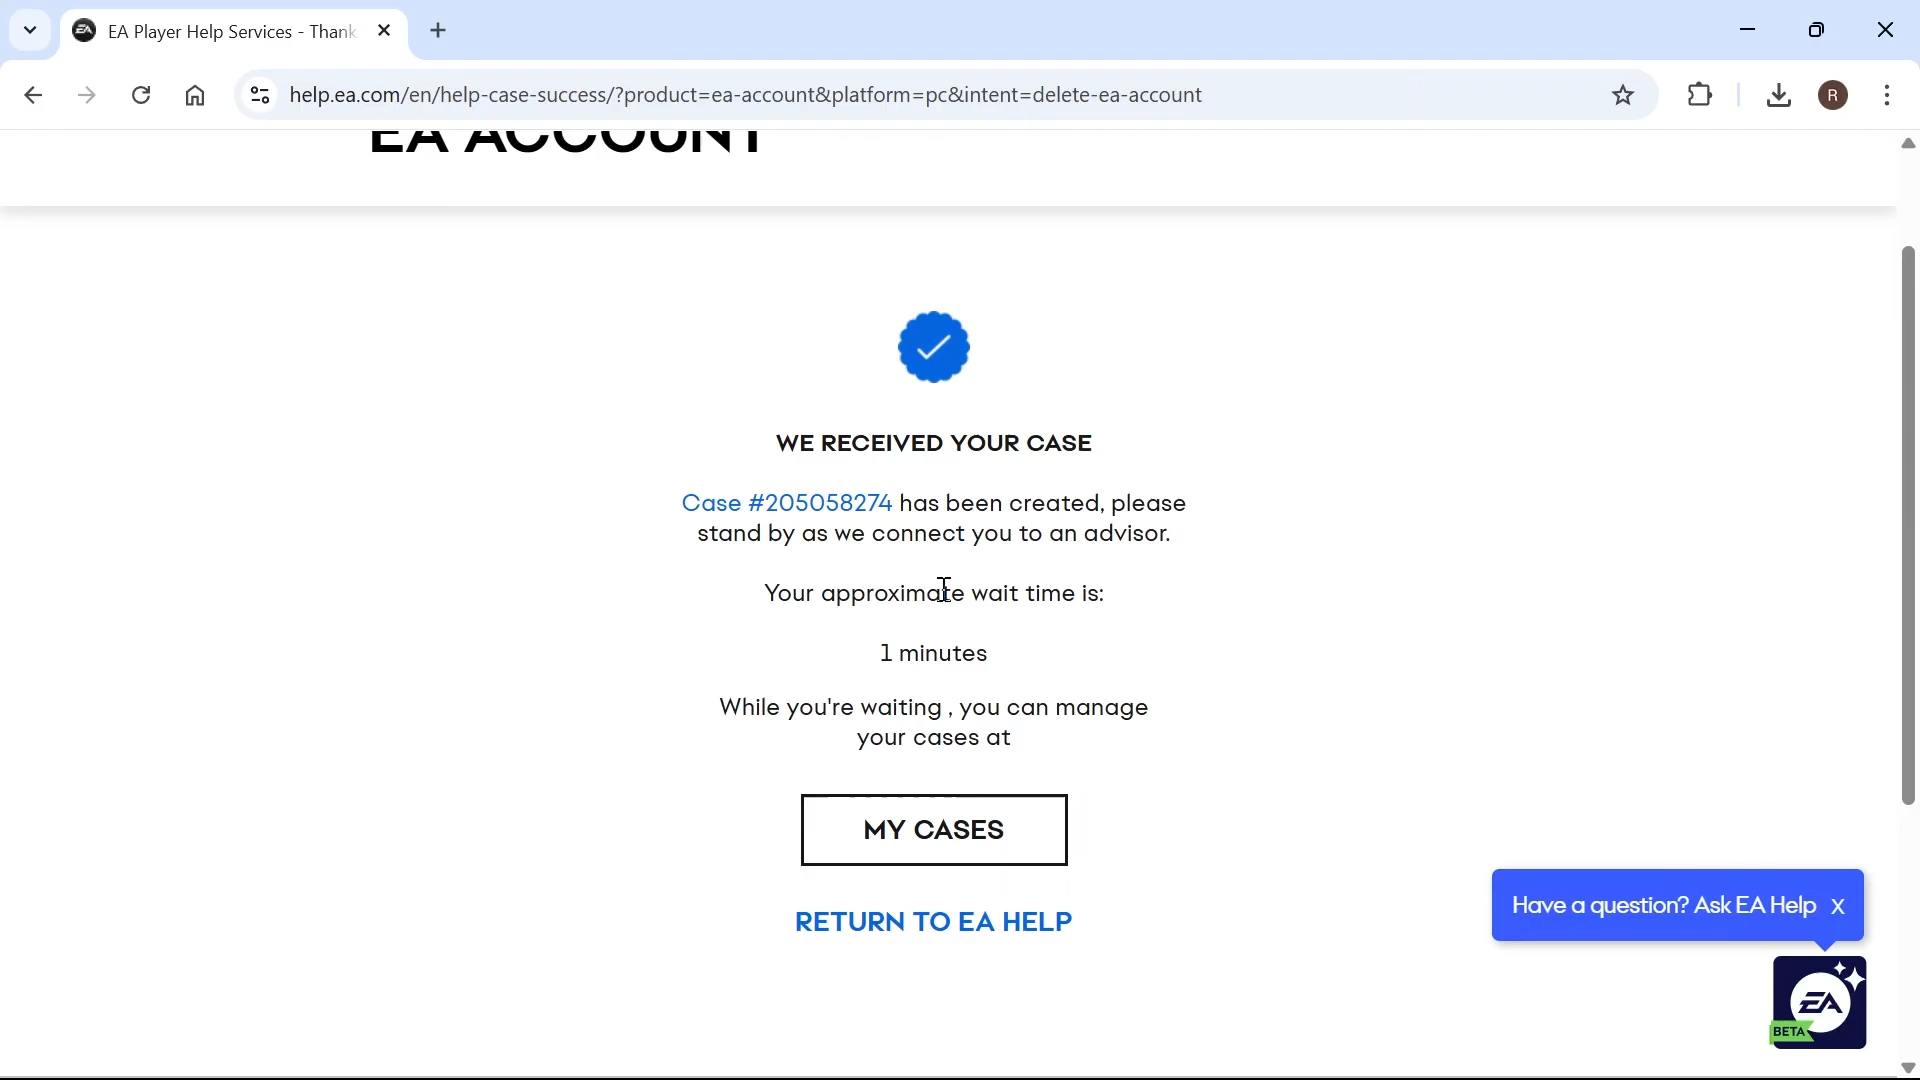 EA Player Help Services - Thank
help.ea.com/en/help-case-success/?product=ea-account&platform=pc&intent=delete-ea-account
R
EA ACCOUNT
WE RECEIVED YOUR CASE
Case #205058274 has been created, please
stand by as we connect you to an advisor.
Your approximate wait time is:
1 minutes
While you're waiting , you can manage
your cases at
MY CASES
RETURN TO EA HELP
Have a question? Ask EA Help X
EA
BETA